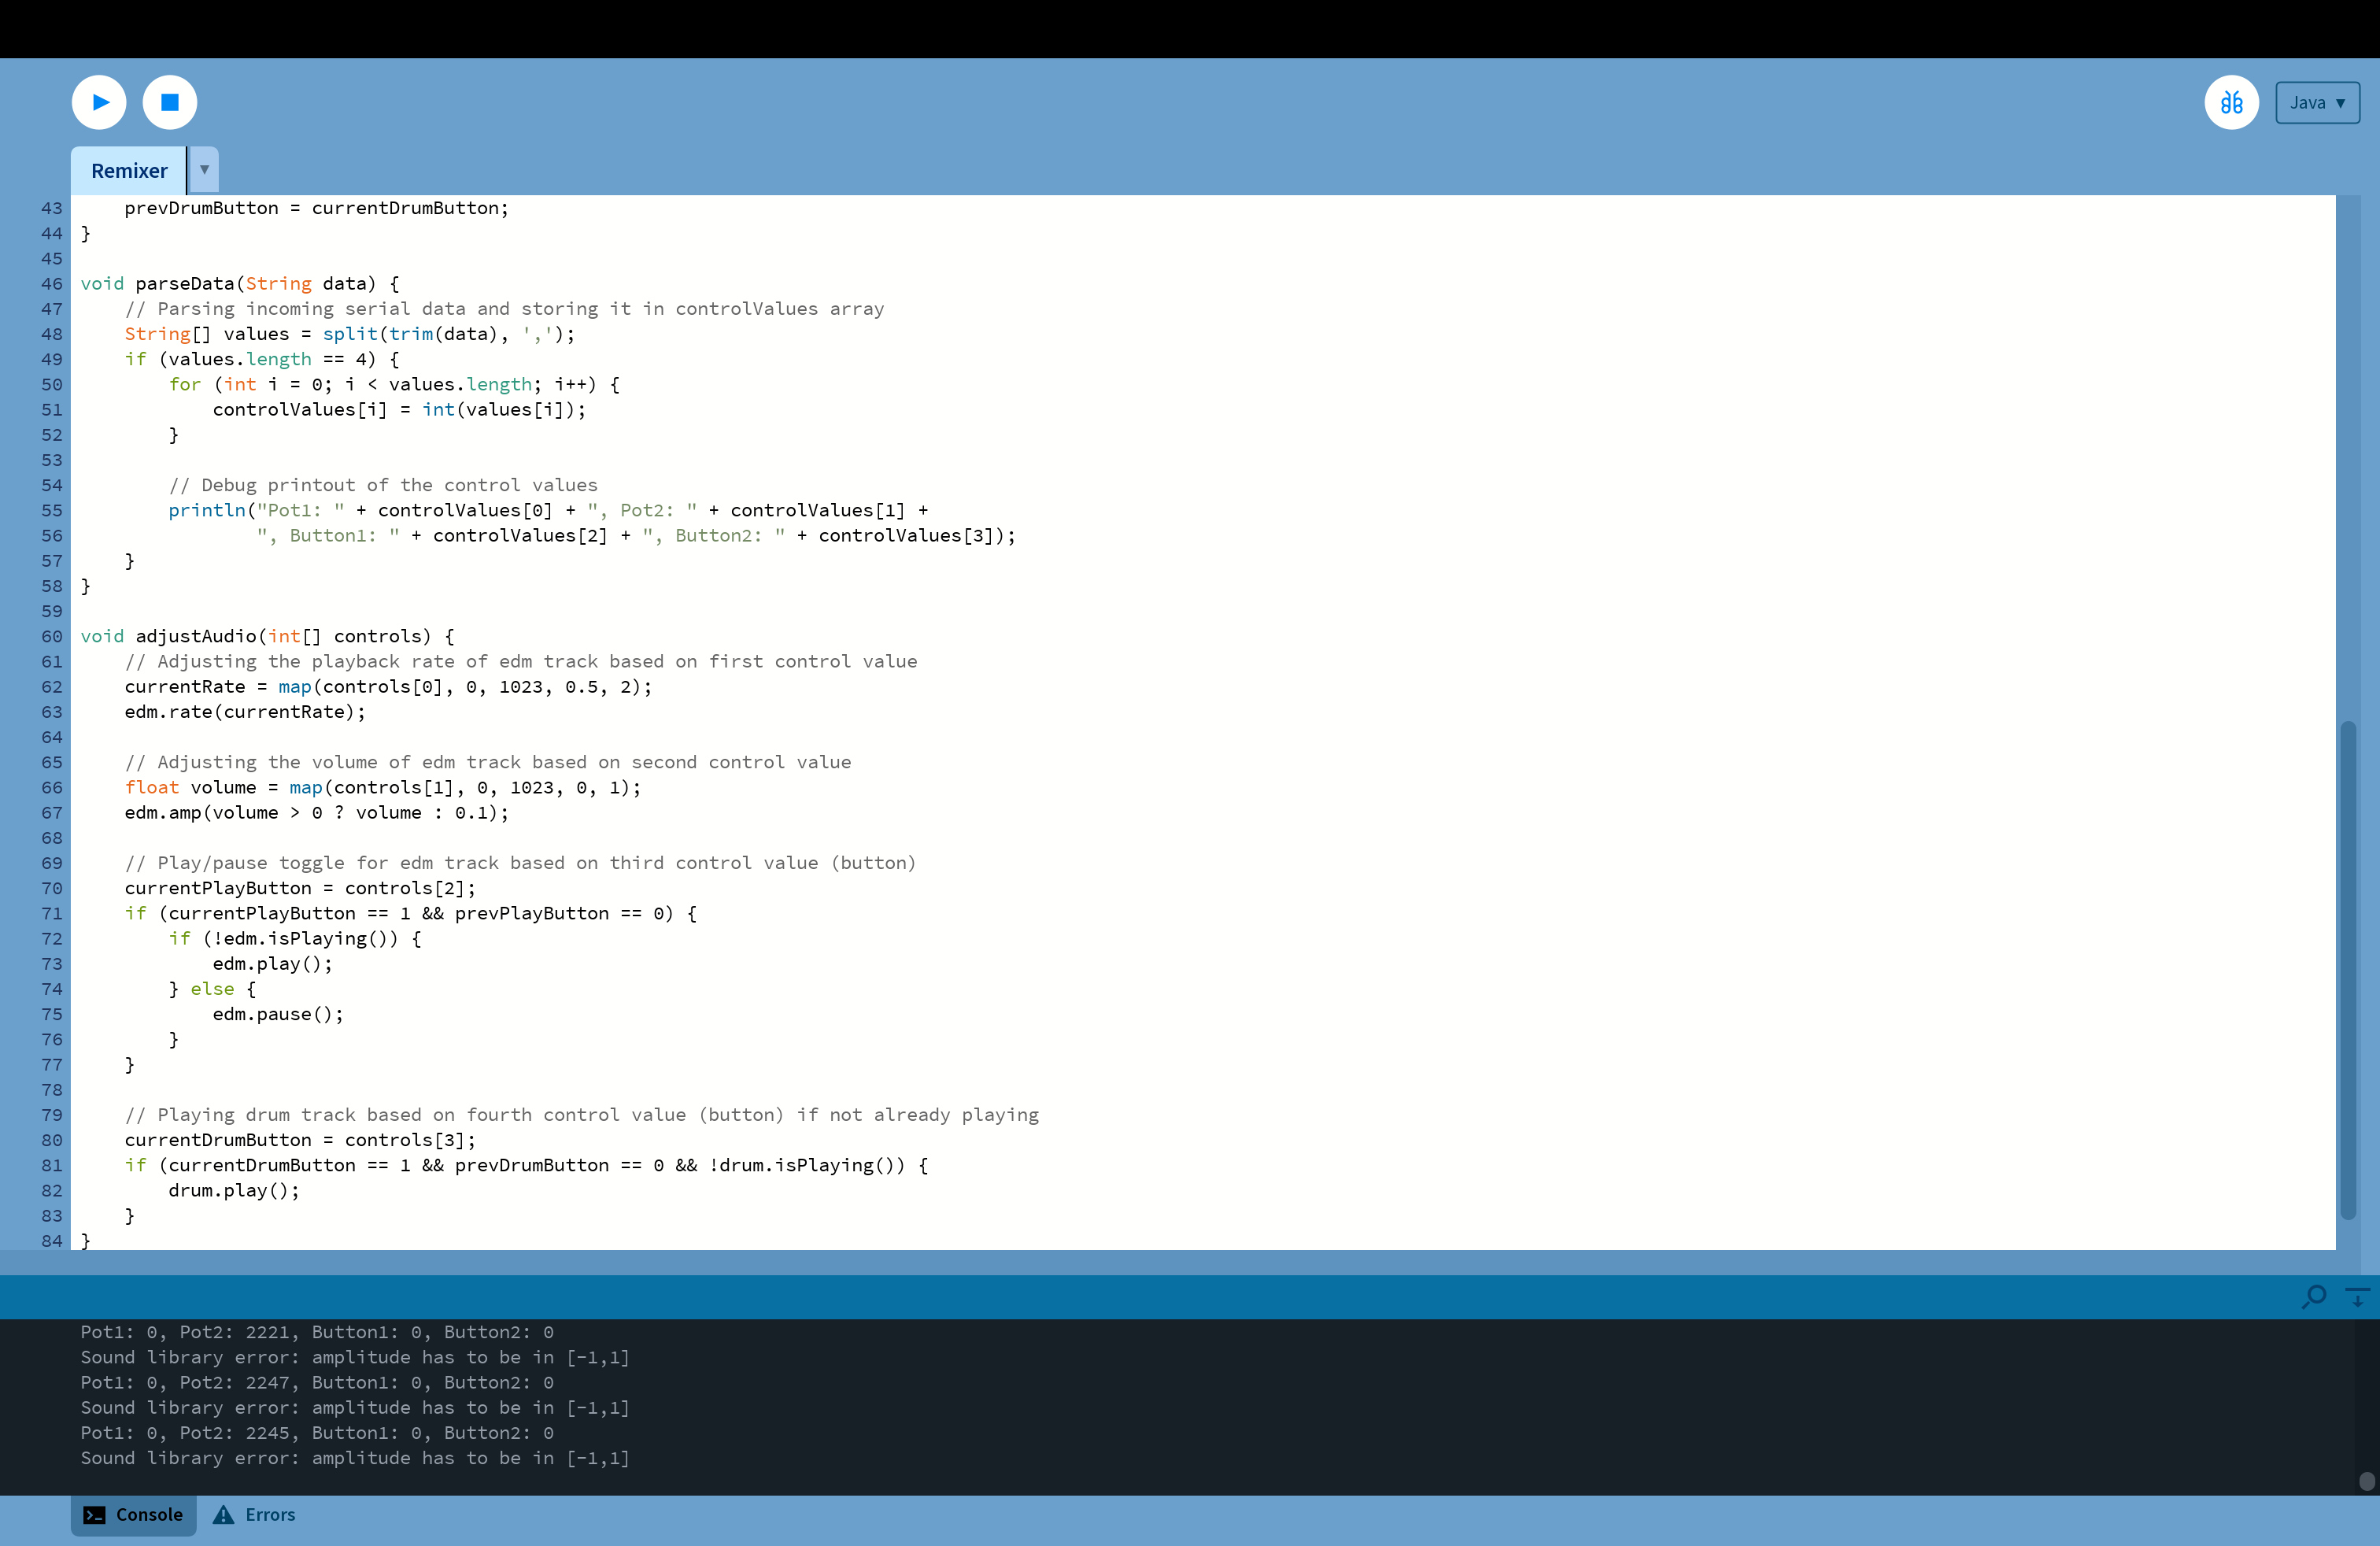 Java ▼
Remixer ▼
43     prevDrumButton = currentDrumButton;
44 }
45
46 void parseData(String data) {
47     // Parsing incoming serial data and storing it in controlValues array
48     String[] values = split(trim(data), ',');
49     if (values.length == 4) {
50         for (int i = 0; i < values.length; i++) {
51             controlValues[i] = int(values[i]);
52         }
53
54         // Debug printout of the control values
55         println("Pot1: " + controlValues[0] + ", Pot2: " + controlValues[1] +
56                 ", Button1: " + controlValues[2] + ", Button2: " + controlValues[3]);
57     }
58 }
59
60 void adjustAudio(int[] controls) {
61     // Adjusting the playback rate of edm track based on first control value
62     currentRate = map(controls[0], 0, 1023, 0.5, 2);
63     edm.rate(currentRate);
64
65     // Adjusting the volume of edm track based on second control value
66     float volume = map(controls[1], 0, 1023, 0, 1);
67     edm.amp(volume > 0 ? volume : 0.1);
68
69     // Play/pause toggle for edm track based on third control value (button)
70     currentPlayButton = controls[2];
71     if (currentPlayButton == 1 && prevPlayButton == 0) {
72         if (!edm.isPlaying()) {
73             edm.play();
74         } else {
75             edm.pause();
76         }
77     }
78
79     // Playing drum track based on fourth control value (button) if not already playing
80     currentDrumButton = controls[3];
81     if (currentDrumButton == 1 && prevDrumButton == 0 && !drum.isPlaying()) {
82         drum.play();
83     }
84 }
Pot1: 0, Pot2: 2221, Button1: 0, Button2: 0
Sound library error: amplitude has to be in [-1,1]
Pot1: 0, Pot2: 2247, Button1: 0, Button2: 0
Sound library error: amplitude has to be in [-1,1]
Pot1: 0, Pot2: 2245, Button1: 0, Button2: 0
Sound library error: amplitude has to be in [-1,1]
Console Errors